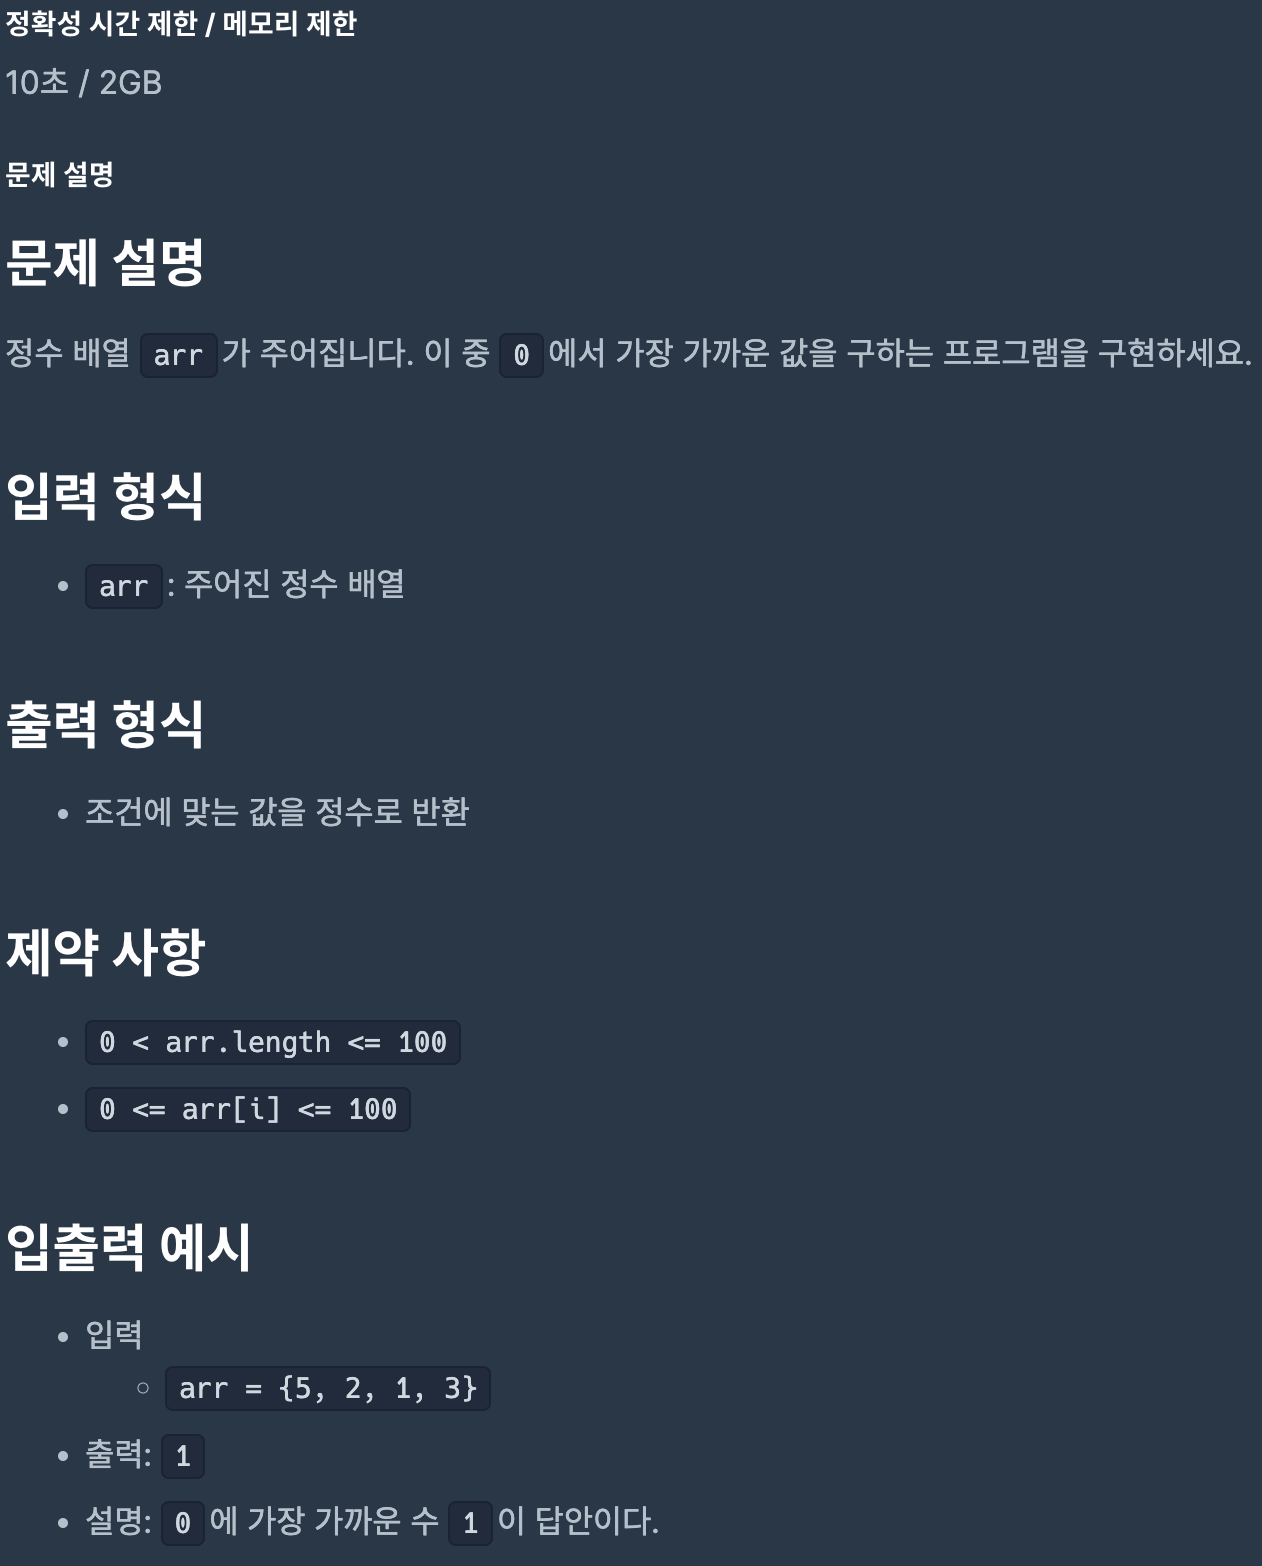 정확성 시간 제한 / 메모리 제한
10초 / 2GB
문제 설명
문제 설명
정수 배열 arr 가 주어집니다. 이 중 0 에서 가장 가까운 값을 구하는 프로그램을 구현하세요.
입력 형식
• arr : 주어진 정수 배열
출력 형식
• 조건에 맞는 값을 정수로 반환
제약 사항
• 0 < arr.length <= 100
• 0 <= arr[i] <= 100
입출력 예시
• 입력
○ arr = {5, 2, 1, 3}
• 출력: 1
• 설명: 0 에 가장 가까운 수 1 이 답안이다.